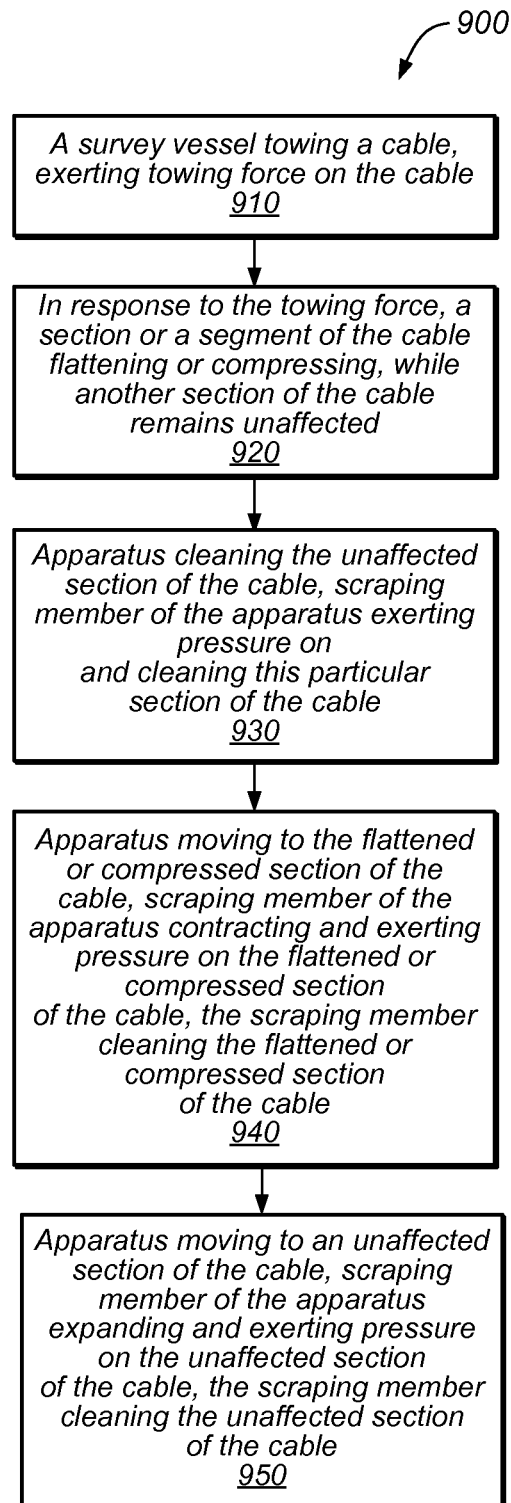 900
A survey vessel towing a cable,
exerting towing force on the cable
910
In response to the towing force, a
section or a segment of the cable
flattening or compressing, while
another section of the cable
remains unaffected
920
Apparatus cleaning the unaffected
section of the cable, scraping
member of the apparatus exerting
pressure on
and cleaning this particular
section of the cable
930
Apparatus moving to the flattened
or compressed section of the
cable, scraping member of the
apparatus contracting and exerting
pressure on the flattened or
compressed section
of the cable, the scraping member
cleaning the flattened or
compressed section
of the cable
940
Apparatus moving to an unaffected
section of the cable, scraping
member of the apparatus
expanding and exerting pressure
on the unaffected section
of the cable, the scraping member
cleaning the unaffected section
of the cable
950